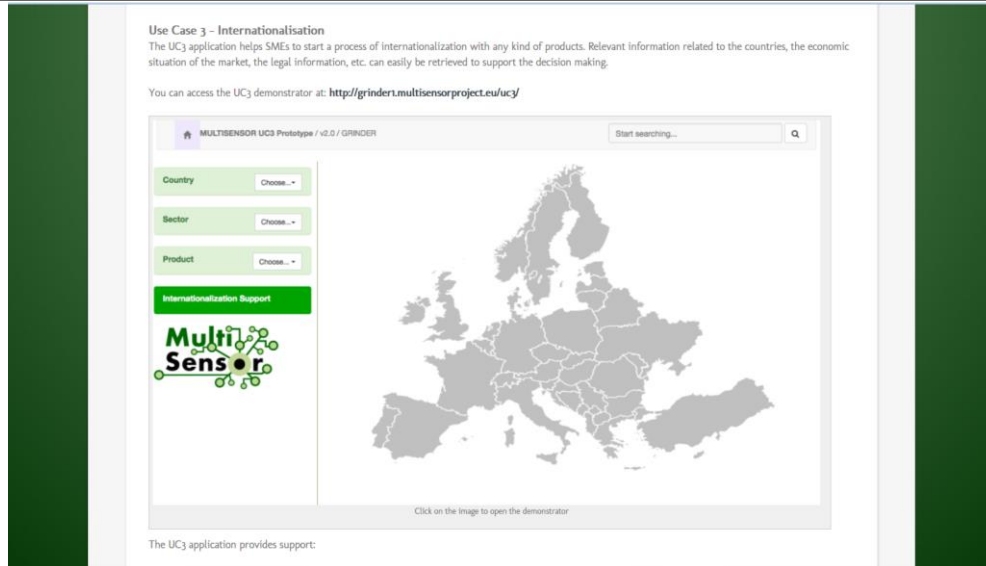 Use Case 3 - Internationalisation
The UC3 application helps SMEs to start a process of internationalization with any kind of products. Relevant information related to the countries, the economic
situation of the market, the legal information, etc. can easily be retrieved to support the decision making.
You can access the UC3 demonstrator at: http://grinder1.multisensorproject.eu/uc3/
MULTISENSOR UC3 Prototype / v2.0 / GRINDER
Start searching...
Country
Choose...
Sector
Choose...
Product
Choose...
Internationalization Support
Multi
Sensor
Click on the image to open the demonstrator
The UC3 application provides support: